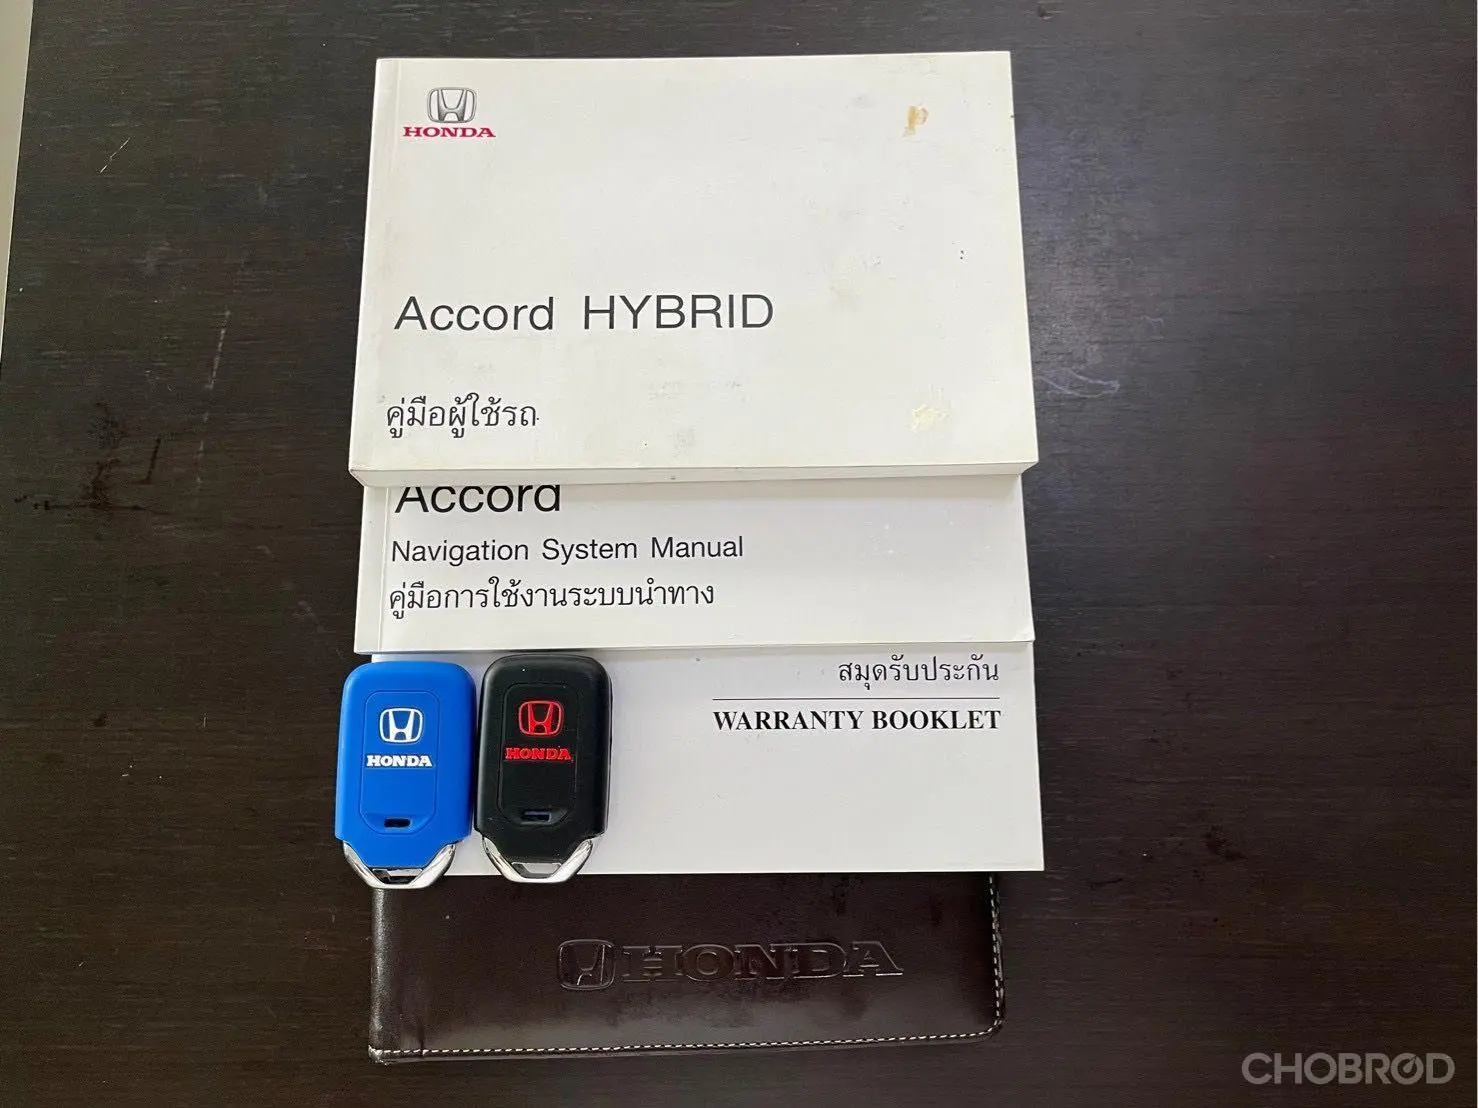 HONDA
Accord HYBRID
คู่มือผู้ใช้รถ
Accord
Navigation System Manual
คู่มือการใช้งานระบบนำทาง
สมุดรับประกัน
WARRANTY BOOKLET
HONDA
HONDA
HONDA
CHOBROD